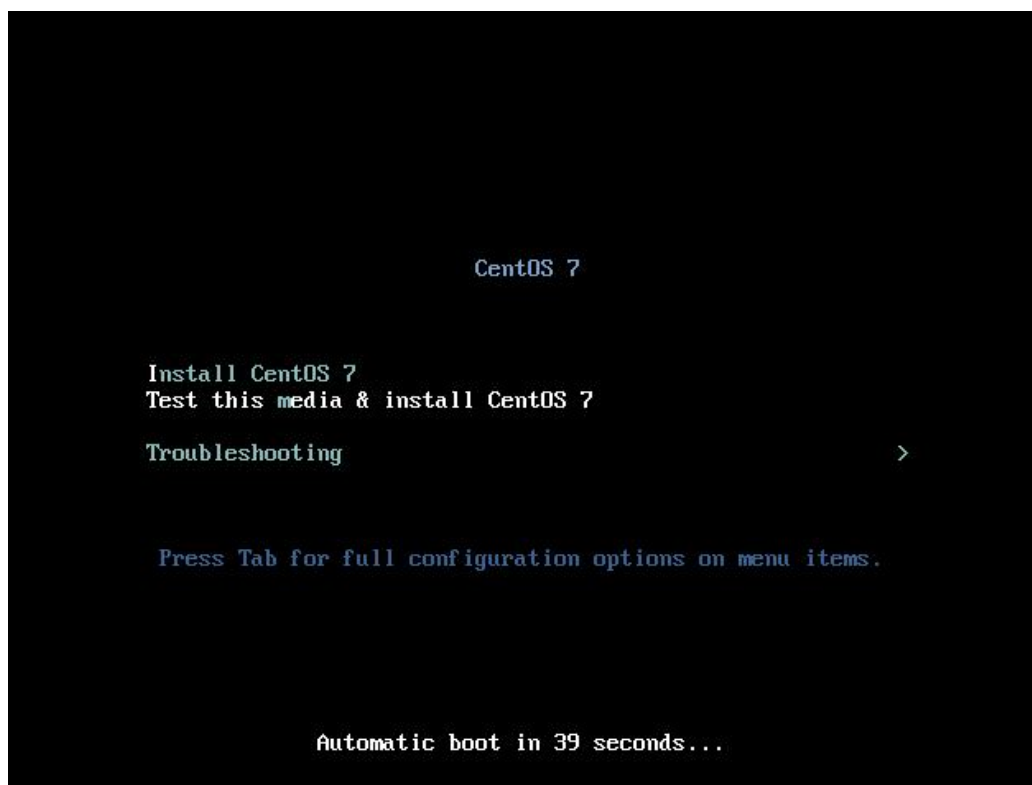 CentOS 7
Install CentOS 7
Test this media & install CentOS 7
Troubleshooting >
Press Tab for full configuration options on menu items.
Automatic boot in 39 seconds...